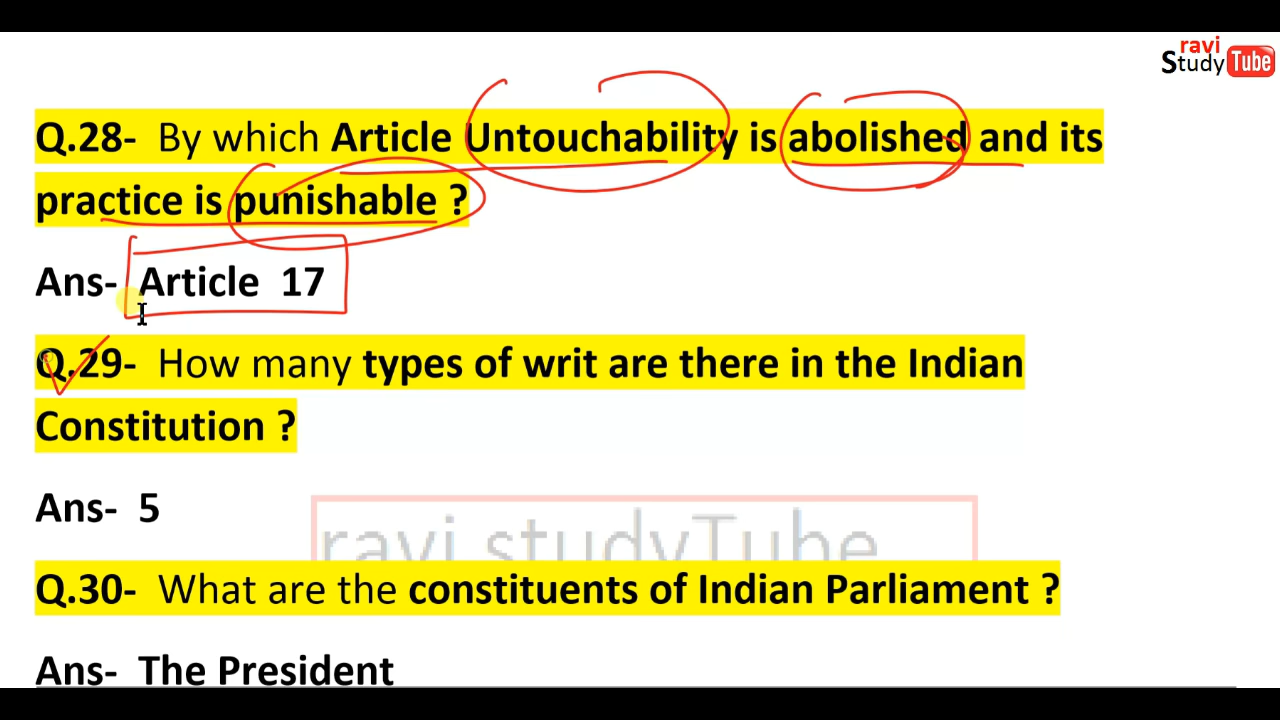 ravi
Study Tube
Q.28- By which Article Untouchability is abolished and its
practice is punishable ?
Ans- Article 17
Q.29- How many types of writ are there in the Indian
Constitution ?
Ans- 5
ravi studyTube
Q.30- What are the constituents of Indian Parliament ?
Ans- The President